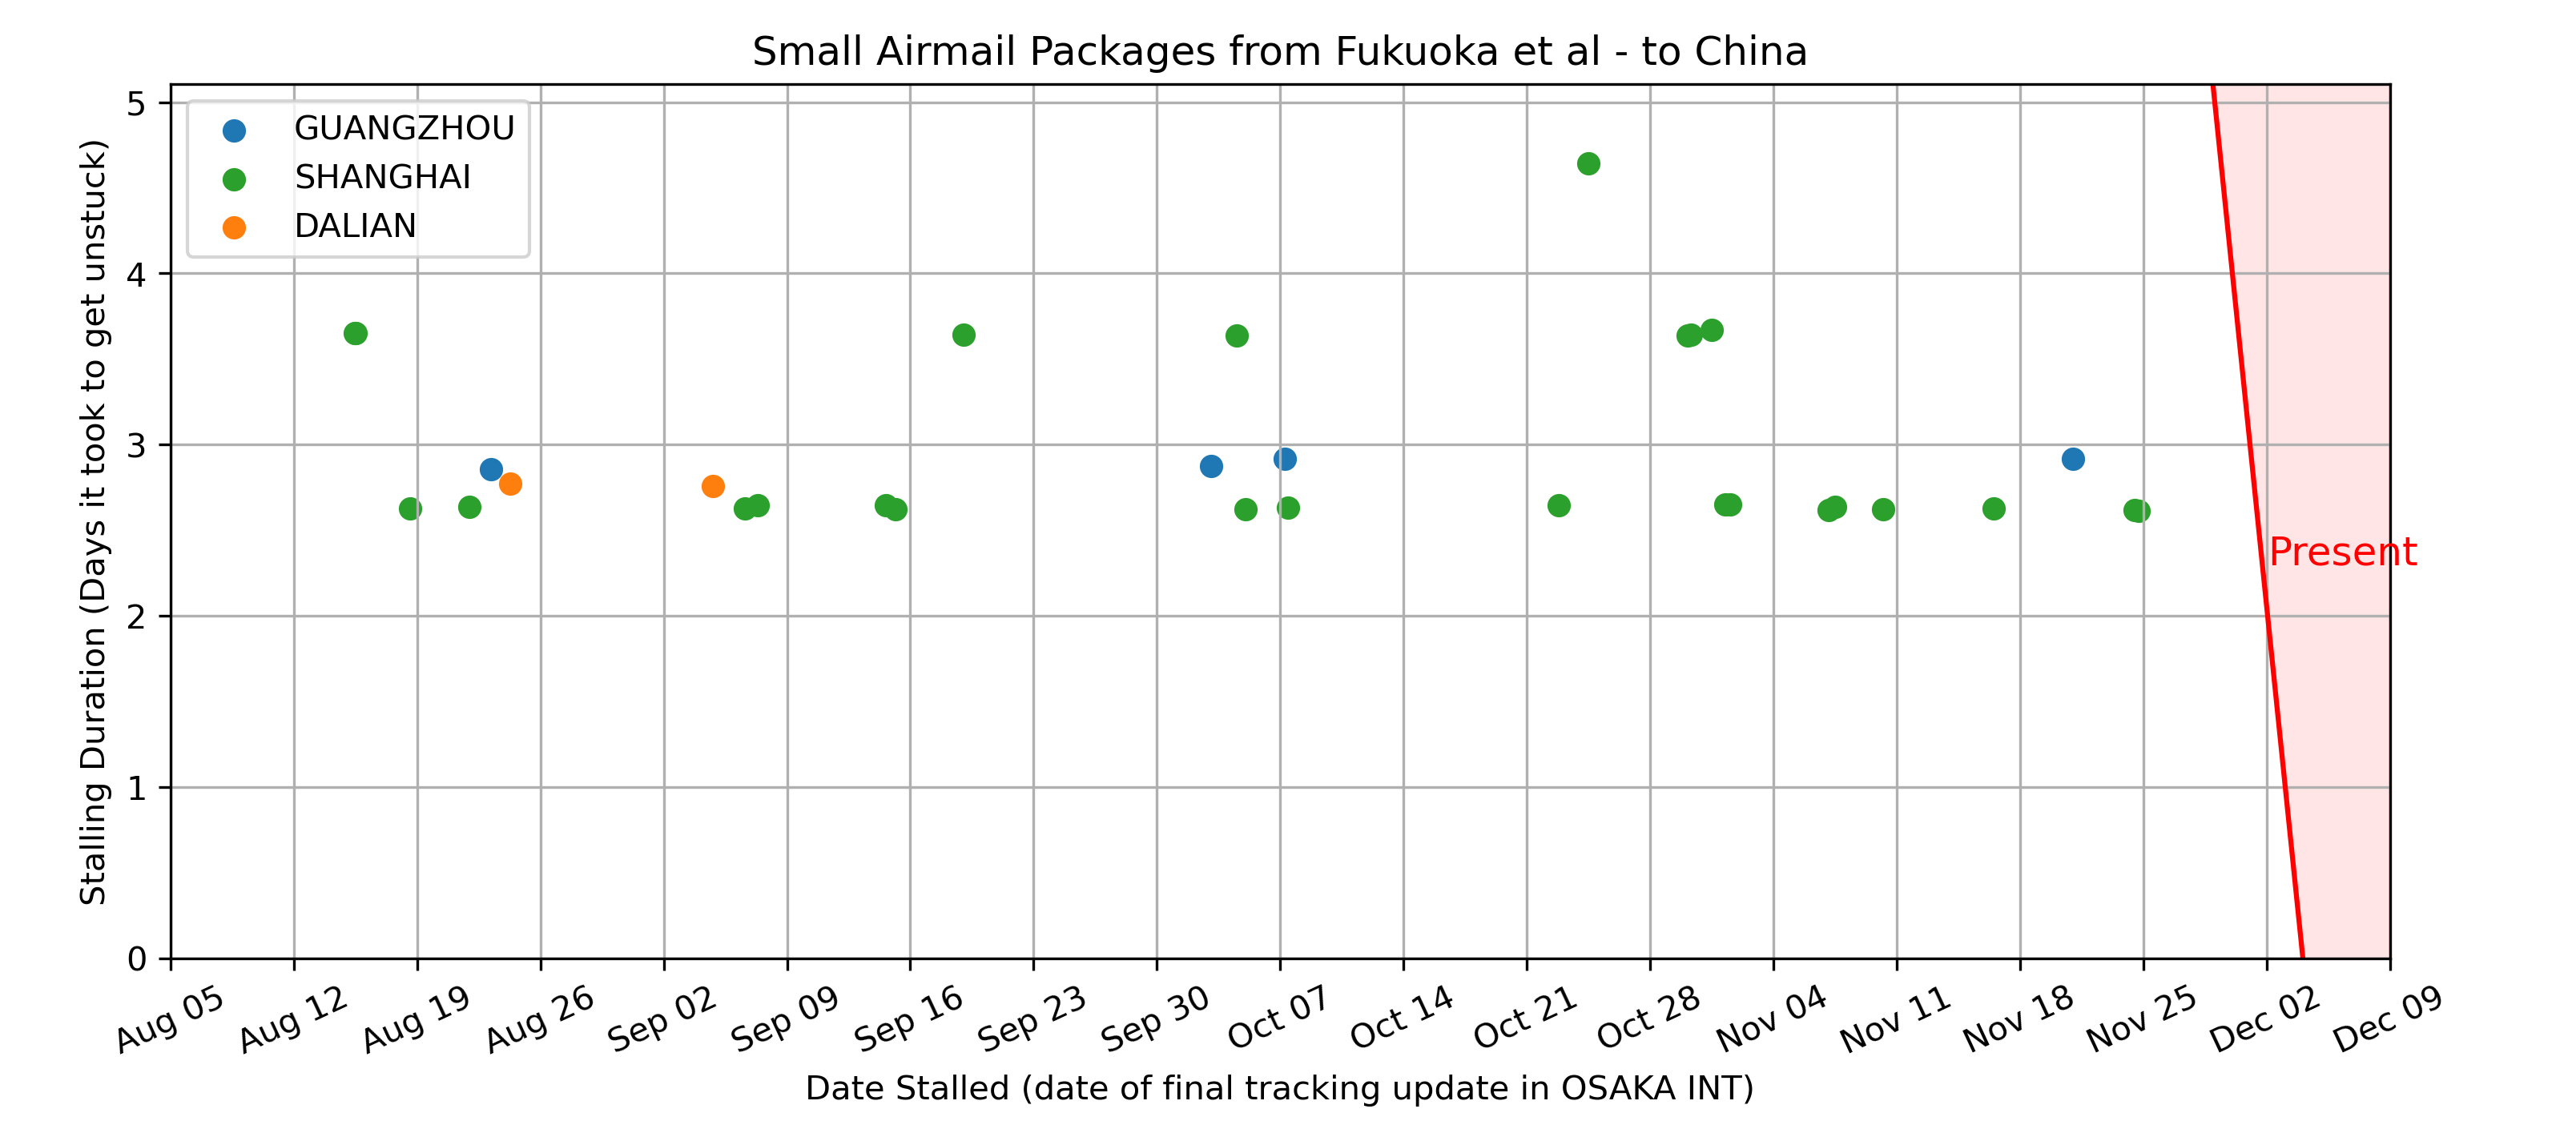 Small Airmail Packages from Fukuoka et al - to China
GUANGZHOU
SHANGHAI
DALIAN
Stalling Duration (Days it took to get unstuck)
5
4
3
2
1
0
Present
Aug 05
Aug 12
Aug 19
Aug 26
Sep 02
Sep 09
Sep 16
Sep 23
Sep 30
Oct 07
Oct 14
Oct 21
Oct 28
Nov 04
Nov 11
Nov 18
Nov 25
Dec 02
Dec 09
Date Stalled (date of final tracking update in OSAKA INT)